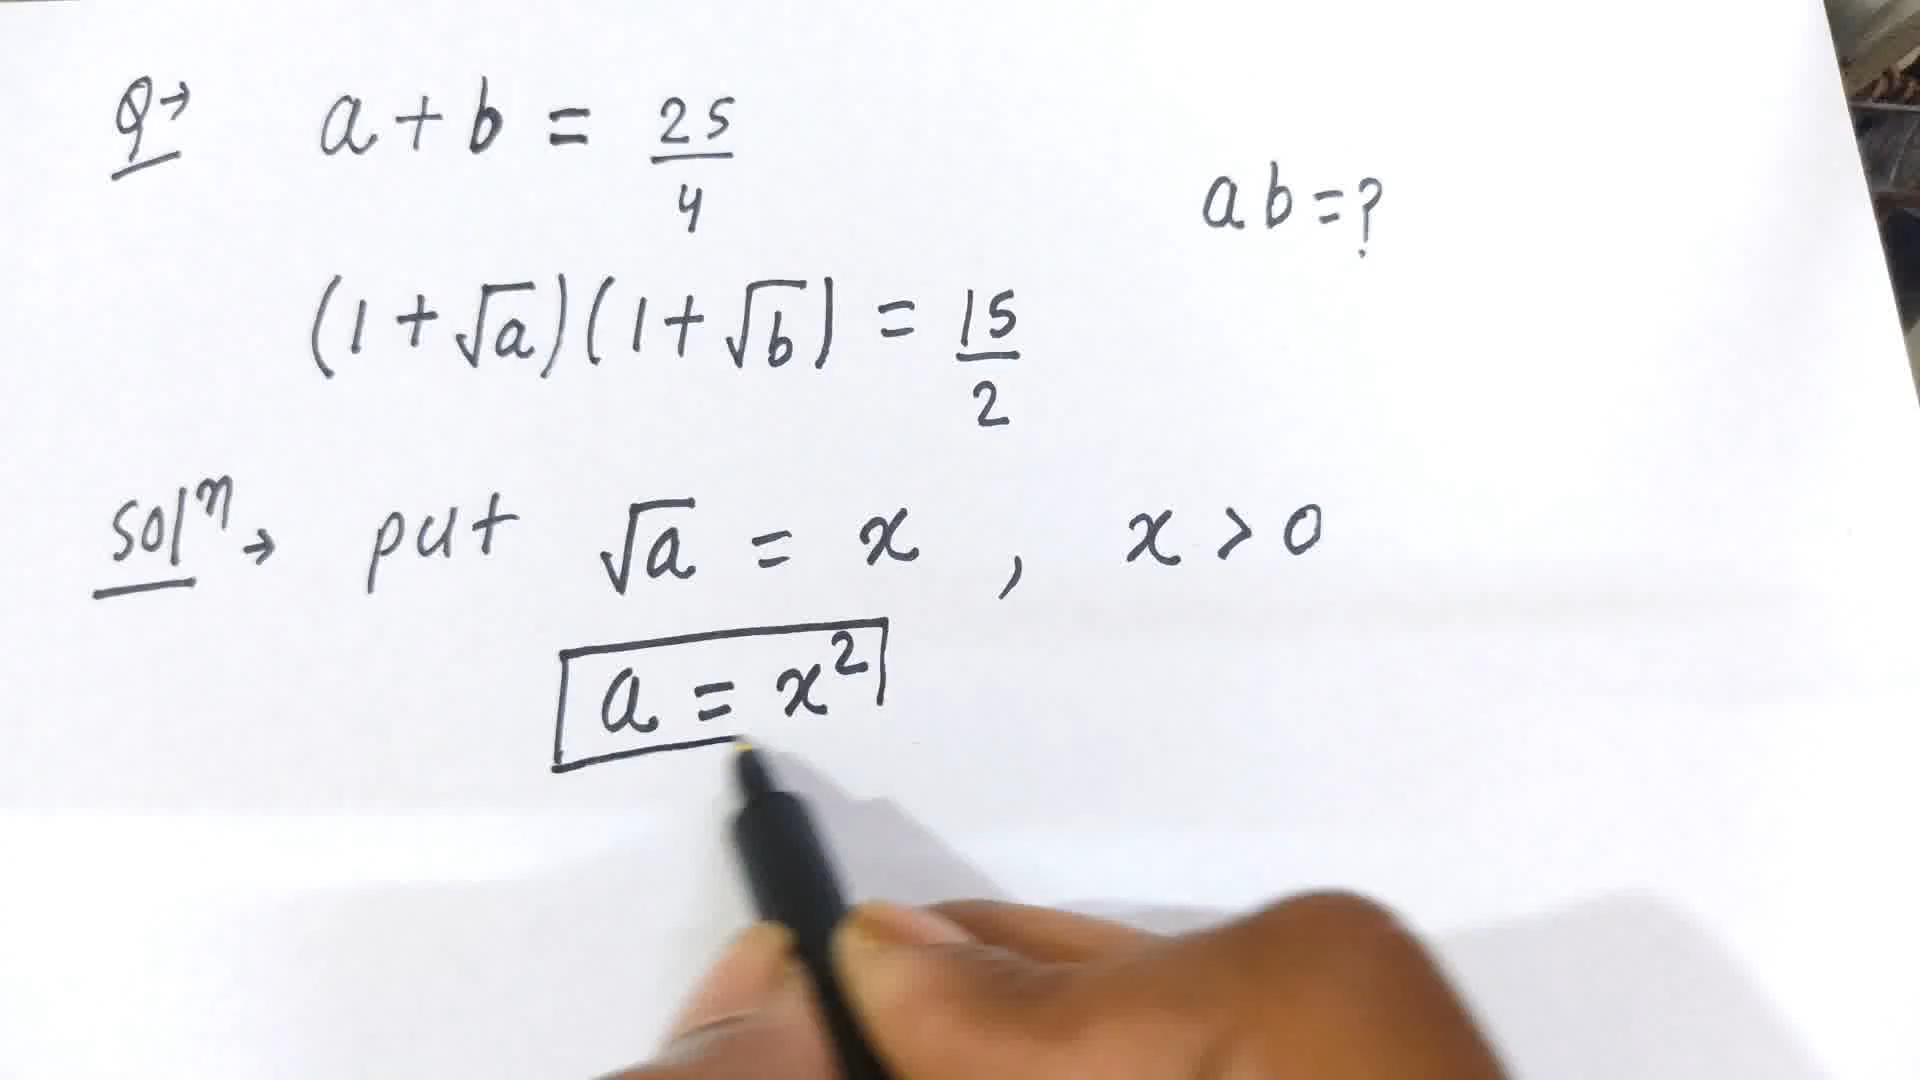 Q→ a + b = 25/4
ab = ?
(1 + √a)(1 + √b) = 15/2
Solⁿ → put √a = x , x > 0
a = x²